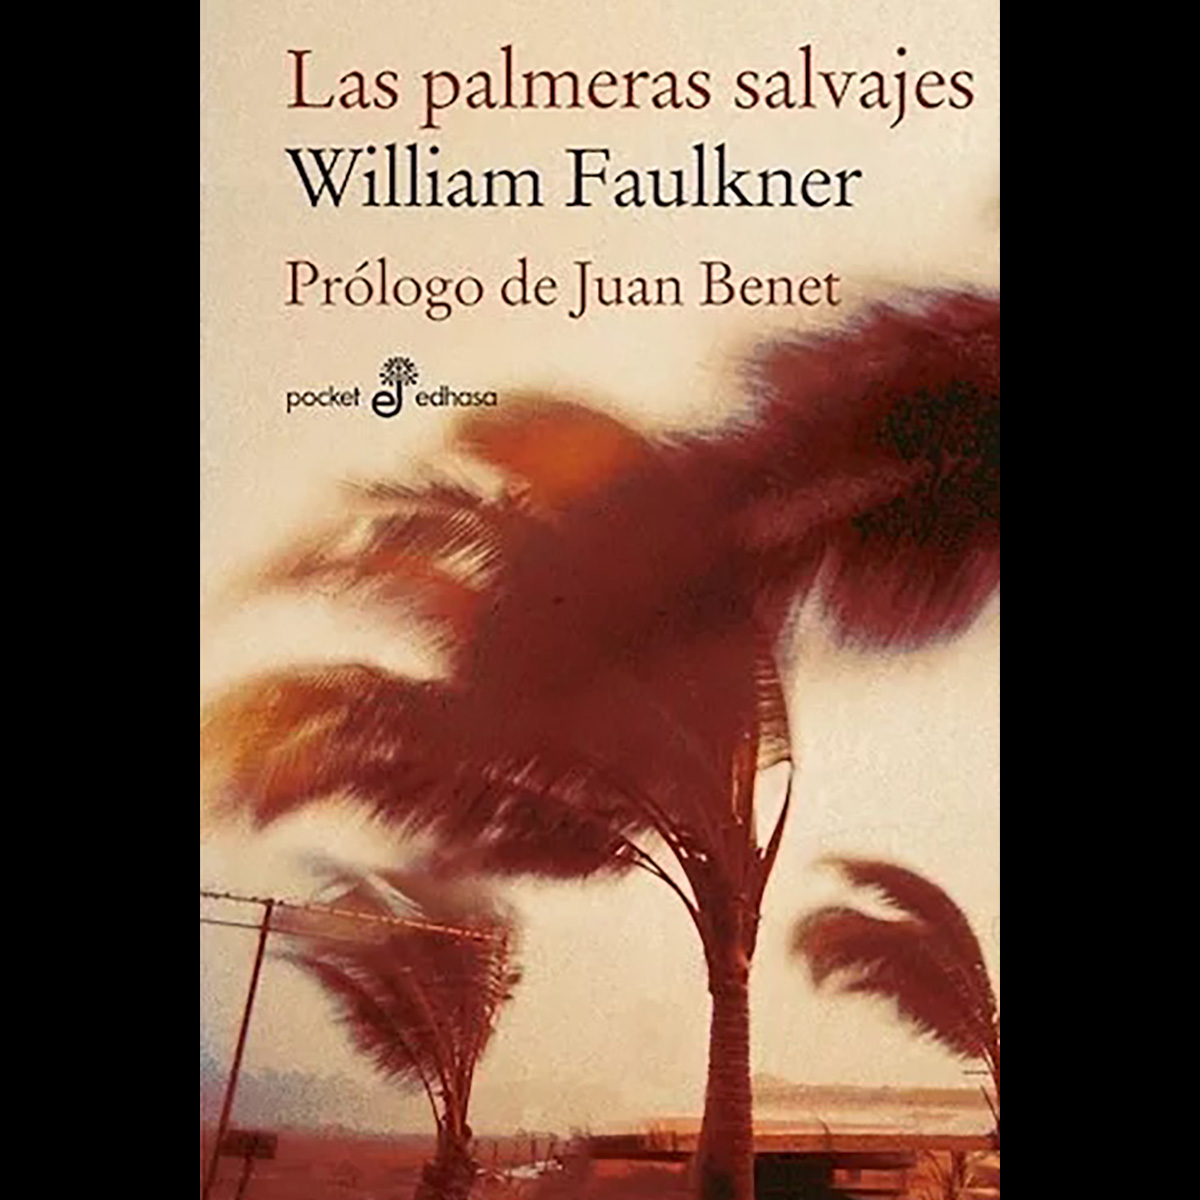 Las palmeras salvajes
William Faulkner
Prólogo de Juan Benet
pocket edhasa